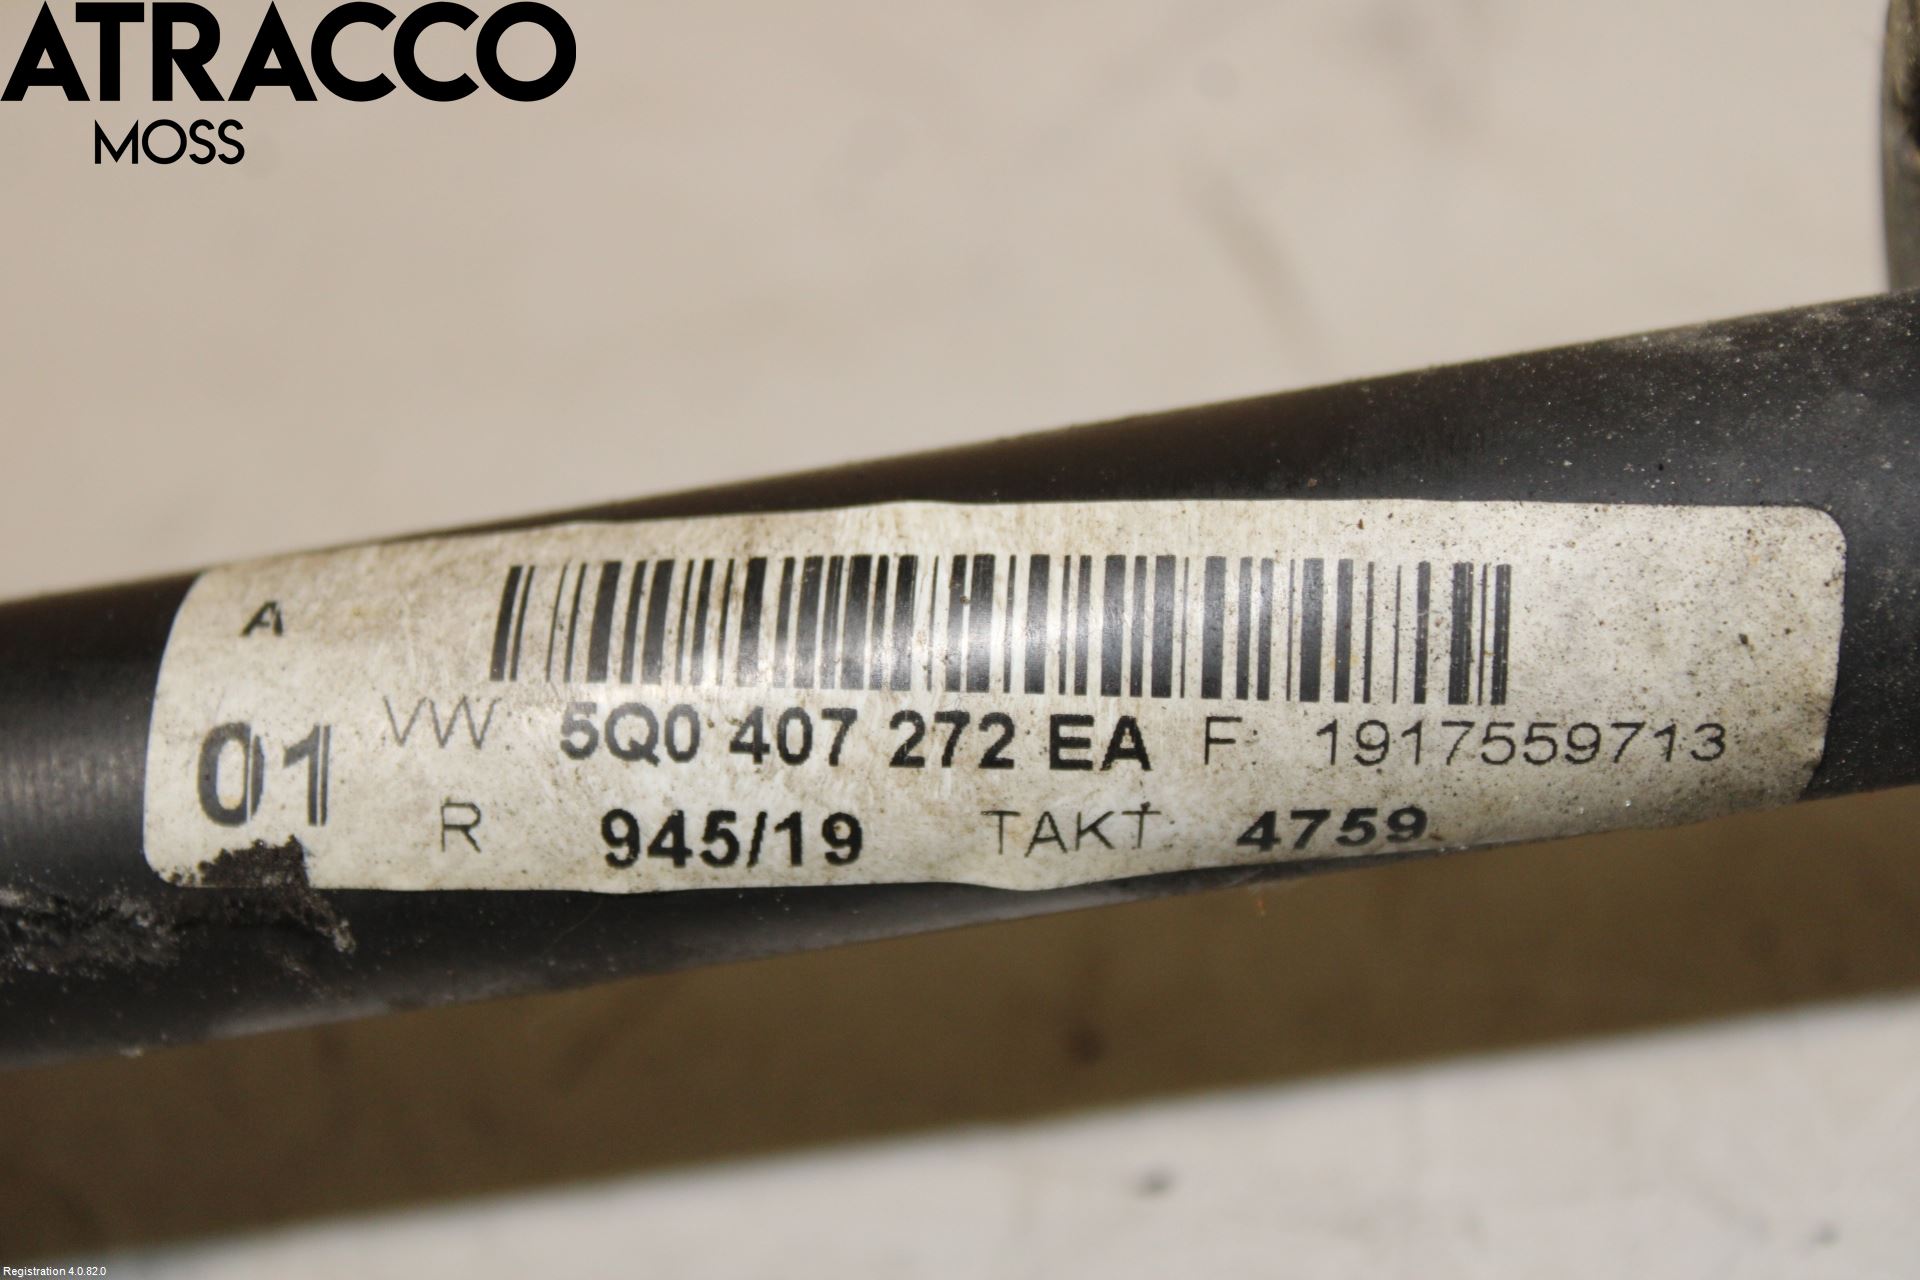 ATRACCO
MOSS
A
01
VW 5Q0 407 272 EA F: 1917559713
R 945/19 TAKT 4759
Registration 4.0.82.0